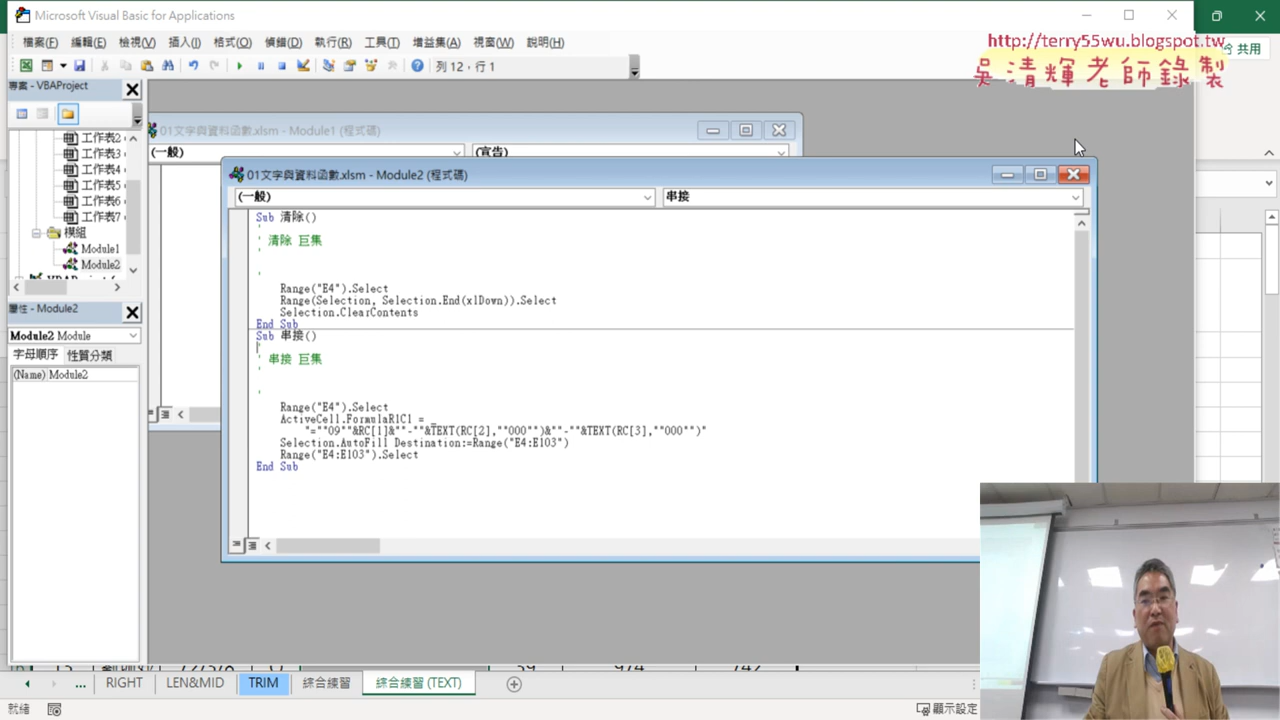 Microsoft Visual Basic for Applications
http://terry55wu.blogspot.tw
吳清輝老師錄製
共用
檔案(F) 編輯(E) 檢視(V) 插入(I) 格式(O) 偵錯(D) 執行(R) 工具(T) 增益集(A) 視窗(W) 說明(H)
列 12，行 1
專案 - VBAProject
工作表2
工作表3
工作表4
工作表5
工作表6
工作表7
模組
Module1
Module2
屬性 - Module2
Module2 Module
字母順序 性質分類
(Name) Module2
01文字與資料函數.xlsm - Module1 (程式碼)
(一般) (宣告)
01文字與資料函數.xlsm - Module2 (程式碼)
(一般) 串接
Sub 清除()
'
' 清除 巨集
'
'
Range("E4").Select
Range(Selection, Selection.End(xlDown)).Select
Selection.ClearContents
End Sub
Sub 串接()
'
' 串接 巨集
'
'
Range("E4").Select
ActiveCell.FormulaR1C1 = _
"=""09""&RC[1]&""-""&TEXT(RC[2],""000"")&""-""&TEXT(RC[3],""000"")"
Selection.AutoFill Destination:=Range("E4:E103")
Range("E4:E103").Select
End Sub
... RIGHT LEN&MID TRIM 綜合練習 綜合練習 (TEXT)
就緒
顯示設定